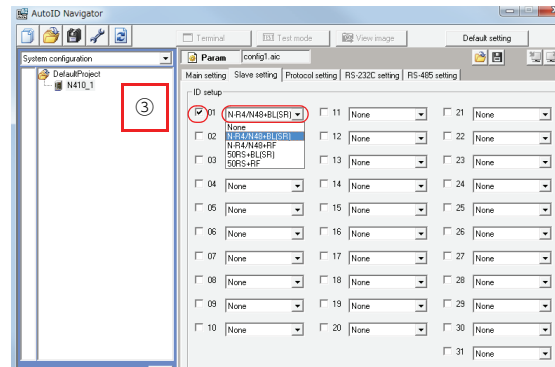 AutoID Navigator
Terminal
Test mode
View image
Default setting
System configuration
Param
config1.aic
DefaultProject
N410_1
③
Main setting
Slave setting
Protocol setting
RS-232C setting
RS-485 setting
ID setup
01 N-R4/N48+BL(SR) 11 None 21 None
None
N-R4/N48+BL(SR)
N-R4/N48+RF
50RS+BL(SR)
50RS+RF
02 12 None 22 None
03 13 None 23 None
04 None 14 None 24 None
05 None 15 None 25 None
06 None 16 None 26 None
07 None 17 None 27 None
08 None 18 None 28 None
09 None 19 None 29 None
10 None 20 None 30 None
31 None